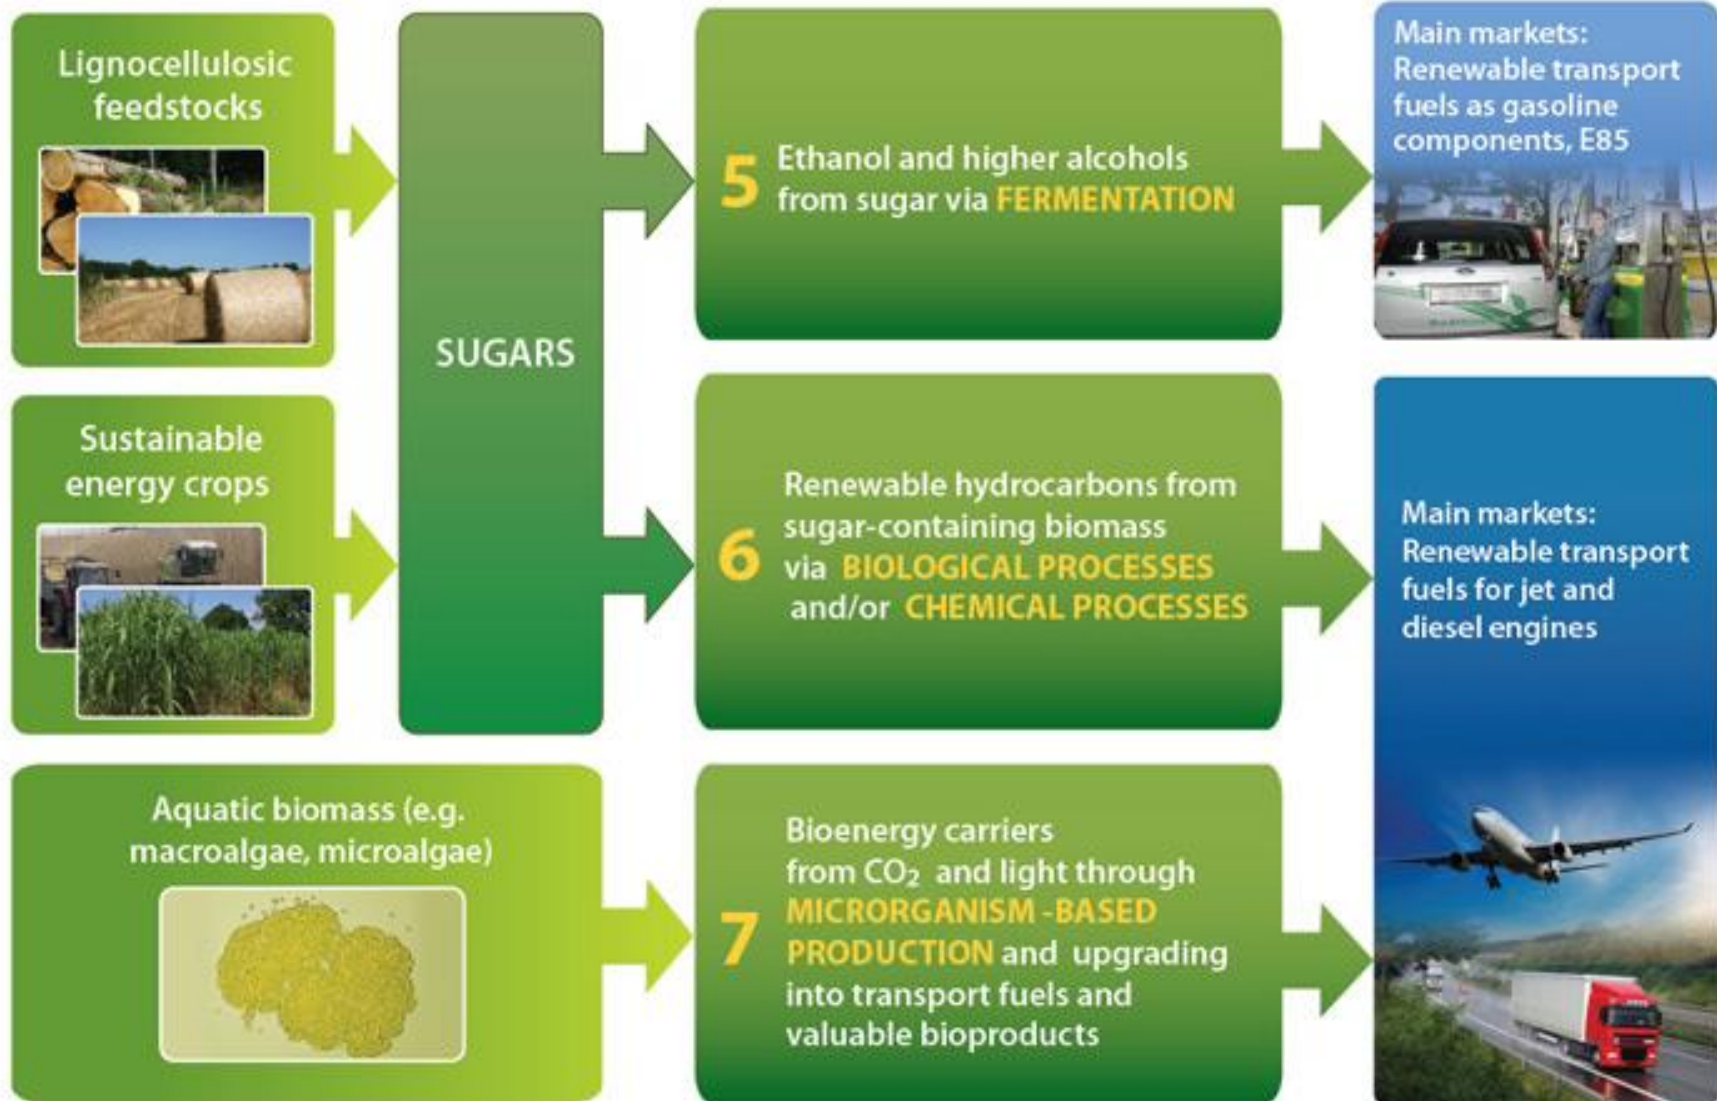 Lignocellulosic
feedstocks
Sustainable
energy crops
Aquatic biomass (e.g.
macroalgae, microalgae)
SUGARS
5 Ethanol and higher alcohols
from sugar via FERMENTATION
6 Renewable hydrocarbons from
sugar-containing biomass
via BIOLOGICAL PROCESSES
and/or CHEMICAL PROCESSES
7 Bioenergy carriers
from CO₂ and light through
MICRORGANISM -BASED
PRODUCTION and upgrading
into transport fuels and
valuable bioproducts
Main markets:
Renewable transport
fuels as gasoline
components, E85
Main markets:
Renewable transport
fuels for jet and
diesel engines